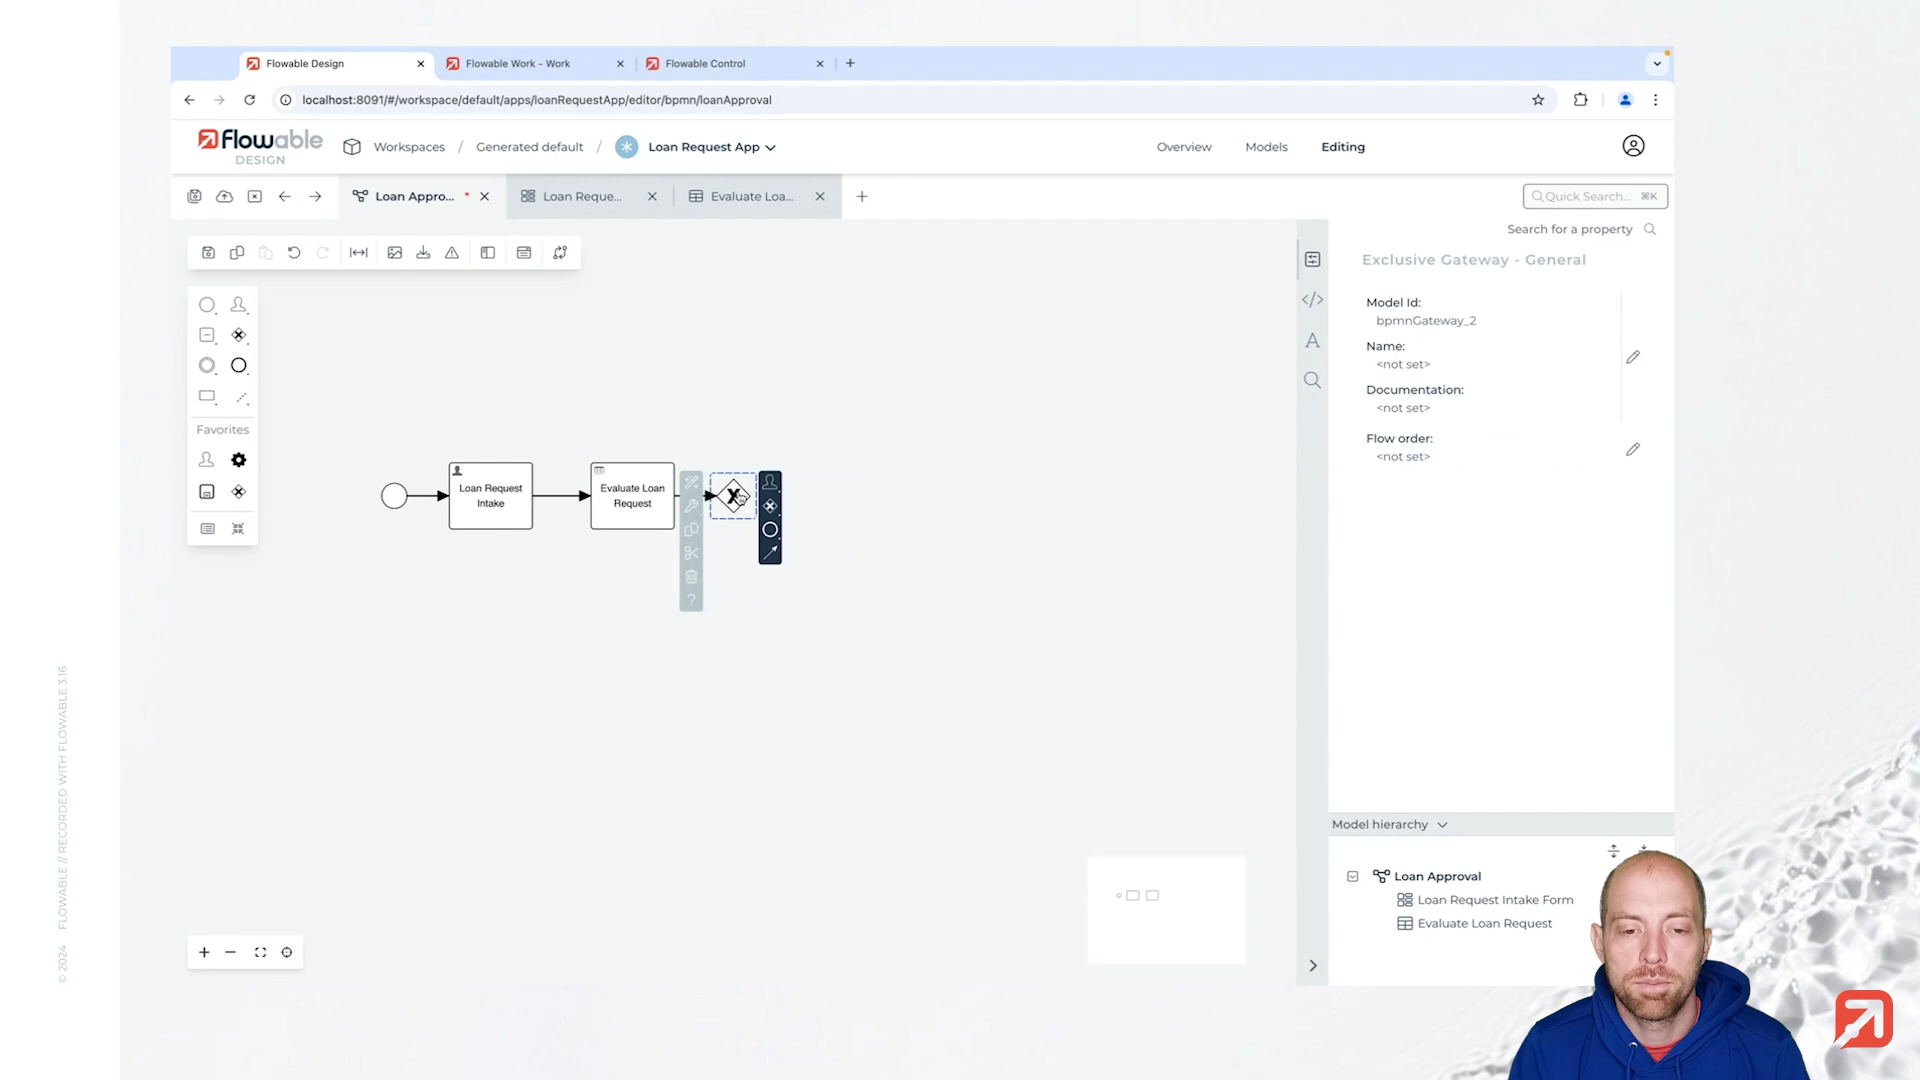 Flowable Design
Flowable Work - Work
Flowable Control
localhost:8091/#/workspace/default/apps/loanRequestApp/editor/bpmn/loanApproval
Flowable
DESIGN
Workspaces / Generated default / Loan Request App
Overview
Models
Editing
Loan Appro... *
Loan Reque...
Evaluate Loa...
Quick Search... ⌘K
Search for a property
Exclusive Gateway - General
Model Id:
bpmnGateway_2
Name:
<not set>
Documentation:
<not set>
Flow order:
<not set>
Favorites
Loan Request
Intake
Evaluate Loan
Request
Model hierarchy
Loan Approval
Loan Request Intake Form
Evaluate Loan Request
© 2024 FLOWABLE // RECORDED WITH FLOWABLE 3.16